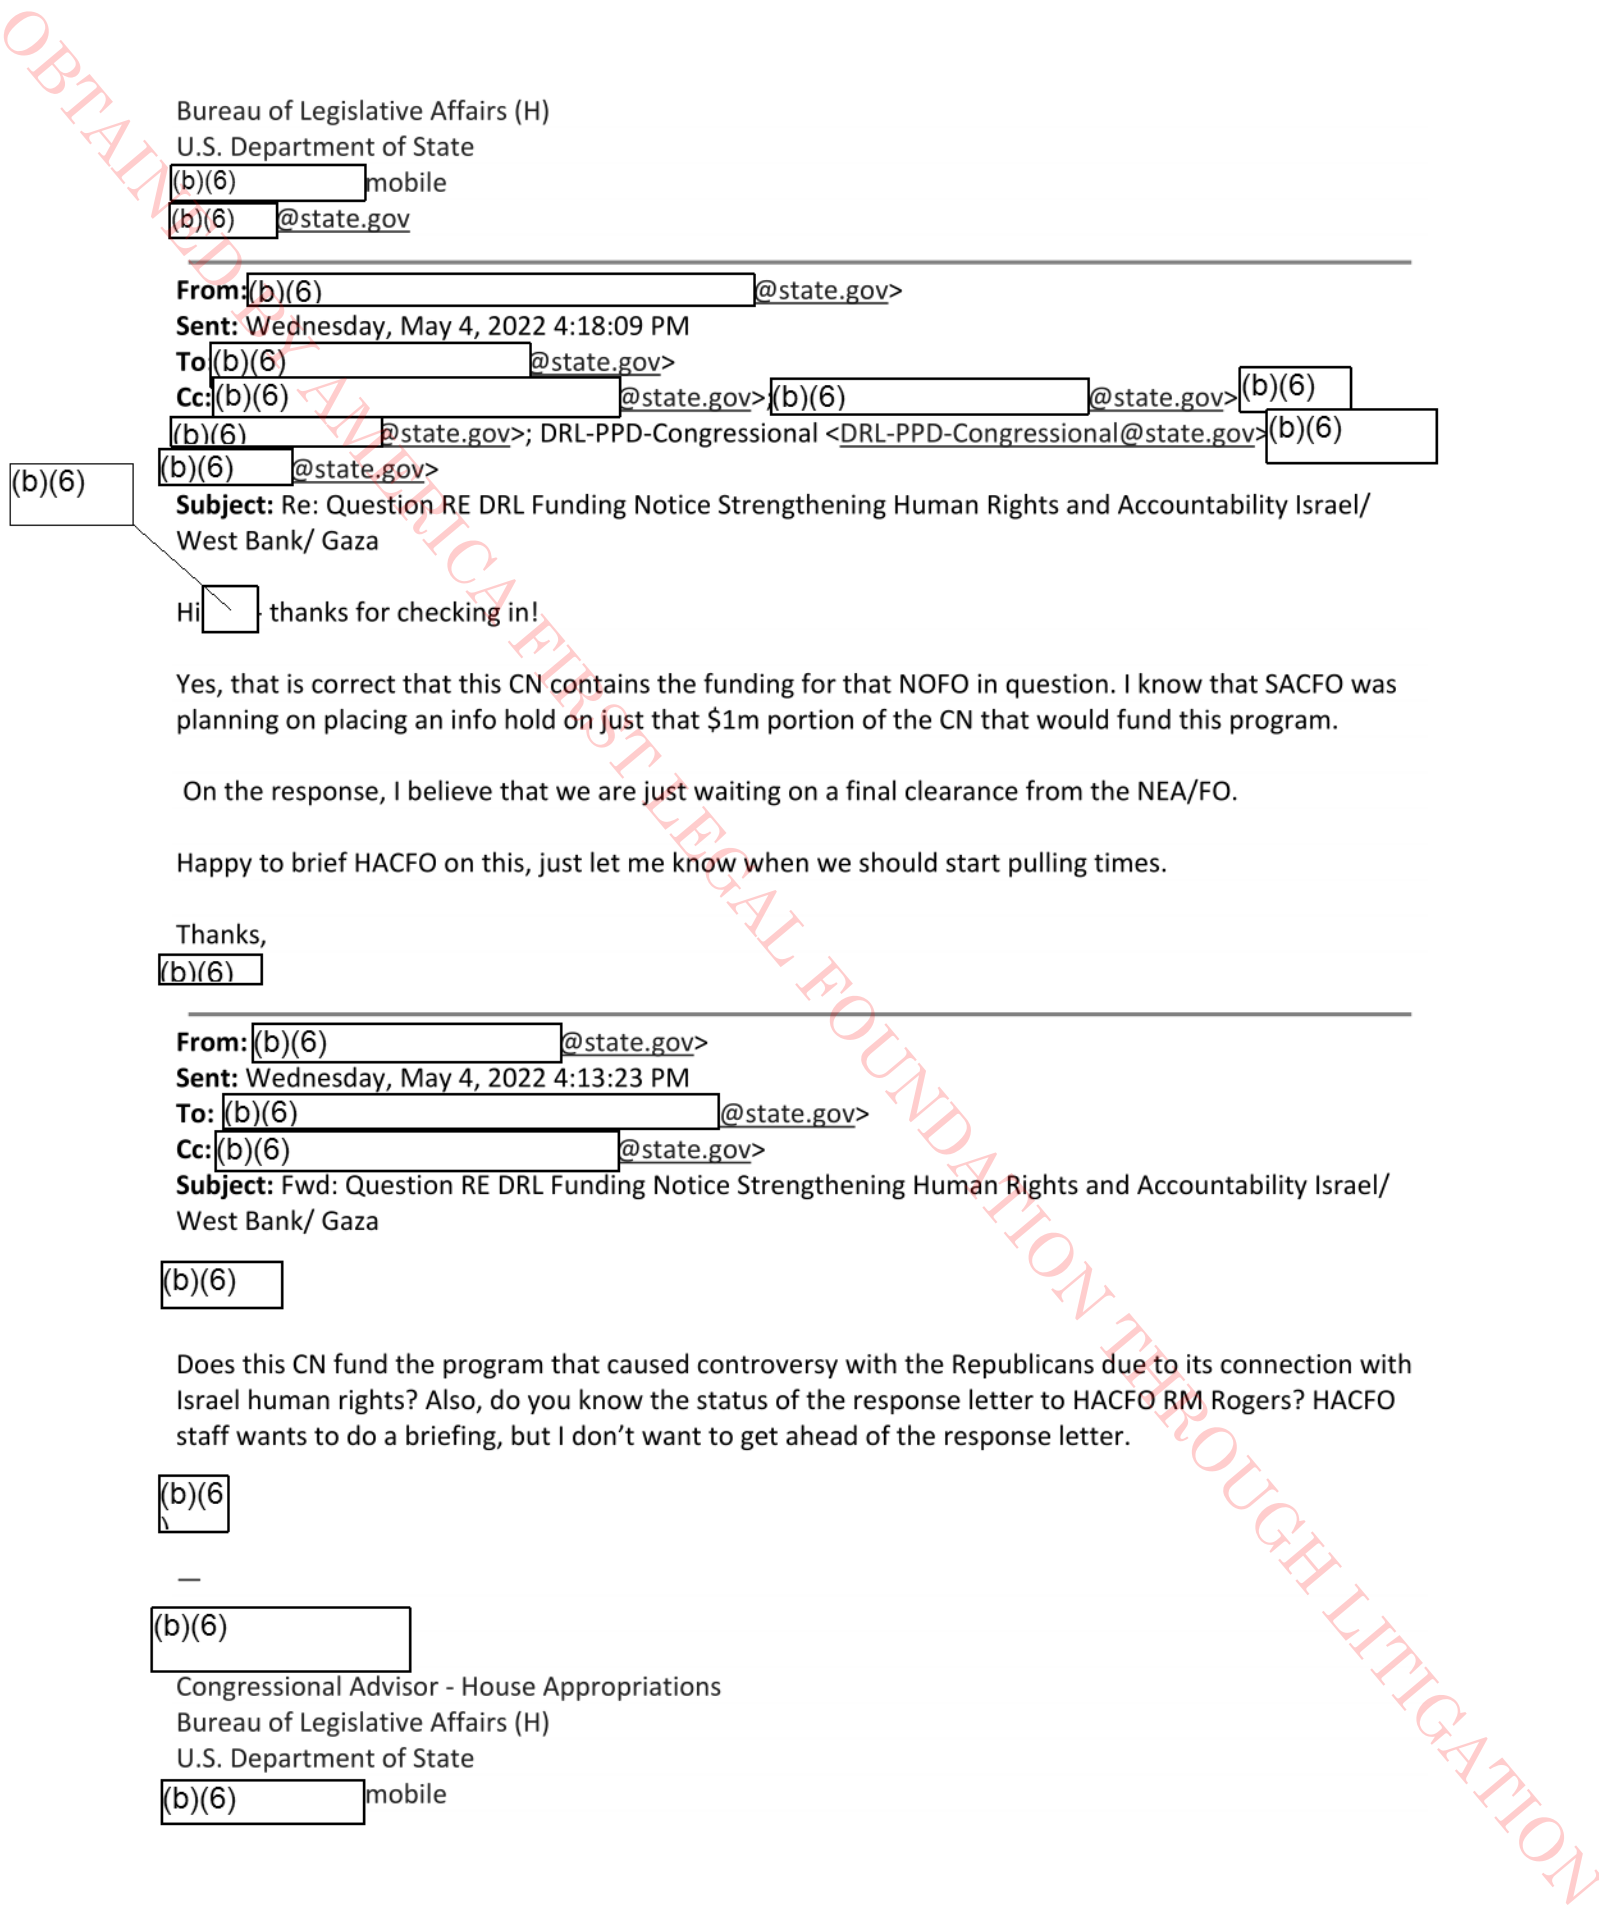 Bureau of Legislative Affairs (H)
U.S. Department of State
(b)(6) mobile
(b)(6) @state.gov
From: (b)(6) @state.gov>
Sent: Wednesday, May 4, 2022 4:18:09 PM
To (b)(6) @state.gov>
Cc: (b)(6) @state.gov>; (b)(6) @state.gov> (b)(6)
(b)(6) @state.gov>; DRL-PPD-Congressional <DRL-PPD-Congressional@state.gov> (b)(6)
(b)(6) @state.gov>
(b)(6)
Subject: Re: Question RE DRL Funding Notice Strengthening Human Rights and Accountability Israel/
West Bank/ Gaza
Hi - thanks for checking in!
Yes, that is correct that this CN contains the funding for that NOFO in question. I know that SACFO was
planning on placing an info hold on just that $1m portion of the CN that would fund this program.
On the response, I believe that we are just waiting on a final clearance from the NEA/FO.
Happy to brief HACFO on this, just let me know when we should start pulling times.
Thanks,
(b)(6)
From: (b)(6) @state.gov>
Sent: Wednesday, May 4, 2022 4:13:23 PM
To: (b)(6) @state.gov>
Cc: (b)(6) @state.gov>
Subject: Fwd: Question RE DRL Funding Notice Strengthening Human Rights and Accountability Israel/
West Bank/ Gaza
(b)(6)
Does this CN fund the program that caused controversy with the Republicans due to its connection with
Israel human rights? Also, do you know the status of the response letter to HACFO RM Rogers? HACFO
staff wants to do a briefing, but I don't want to get ahead of the response letter.
(b)(6
)
—
(b)(6)
Congressional Advisor - House Appropriations
Bureau of Legislative Affairs (H)
U.S. Department of State
(b)(6) mobile
OBTAINED BY AMERICA FIRST LEGAL FOUNDATION THROUGH LITIGATION